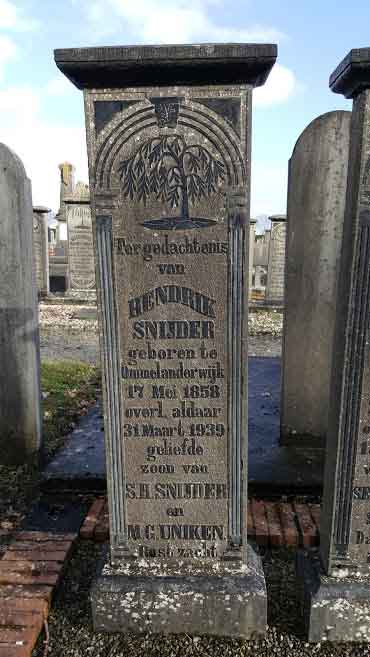 Ter gedachtenis
van
HENDRIK
SNIJDER
geboren te
Ommelanderwijk
17 Mei 1858
overl. aldaar
31 Maart 1939
geliefde
zoon van
S.H. SNIJDER
en
M.G. UNIKEN.
Rust zacht